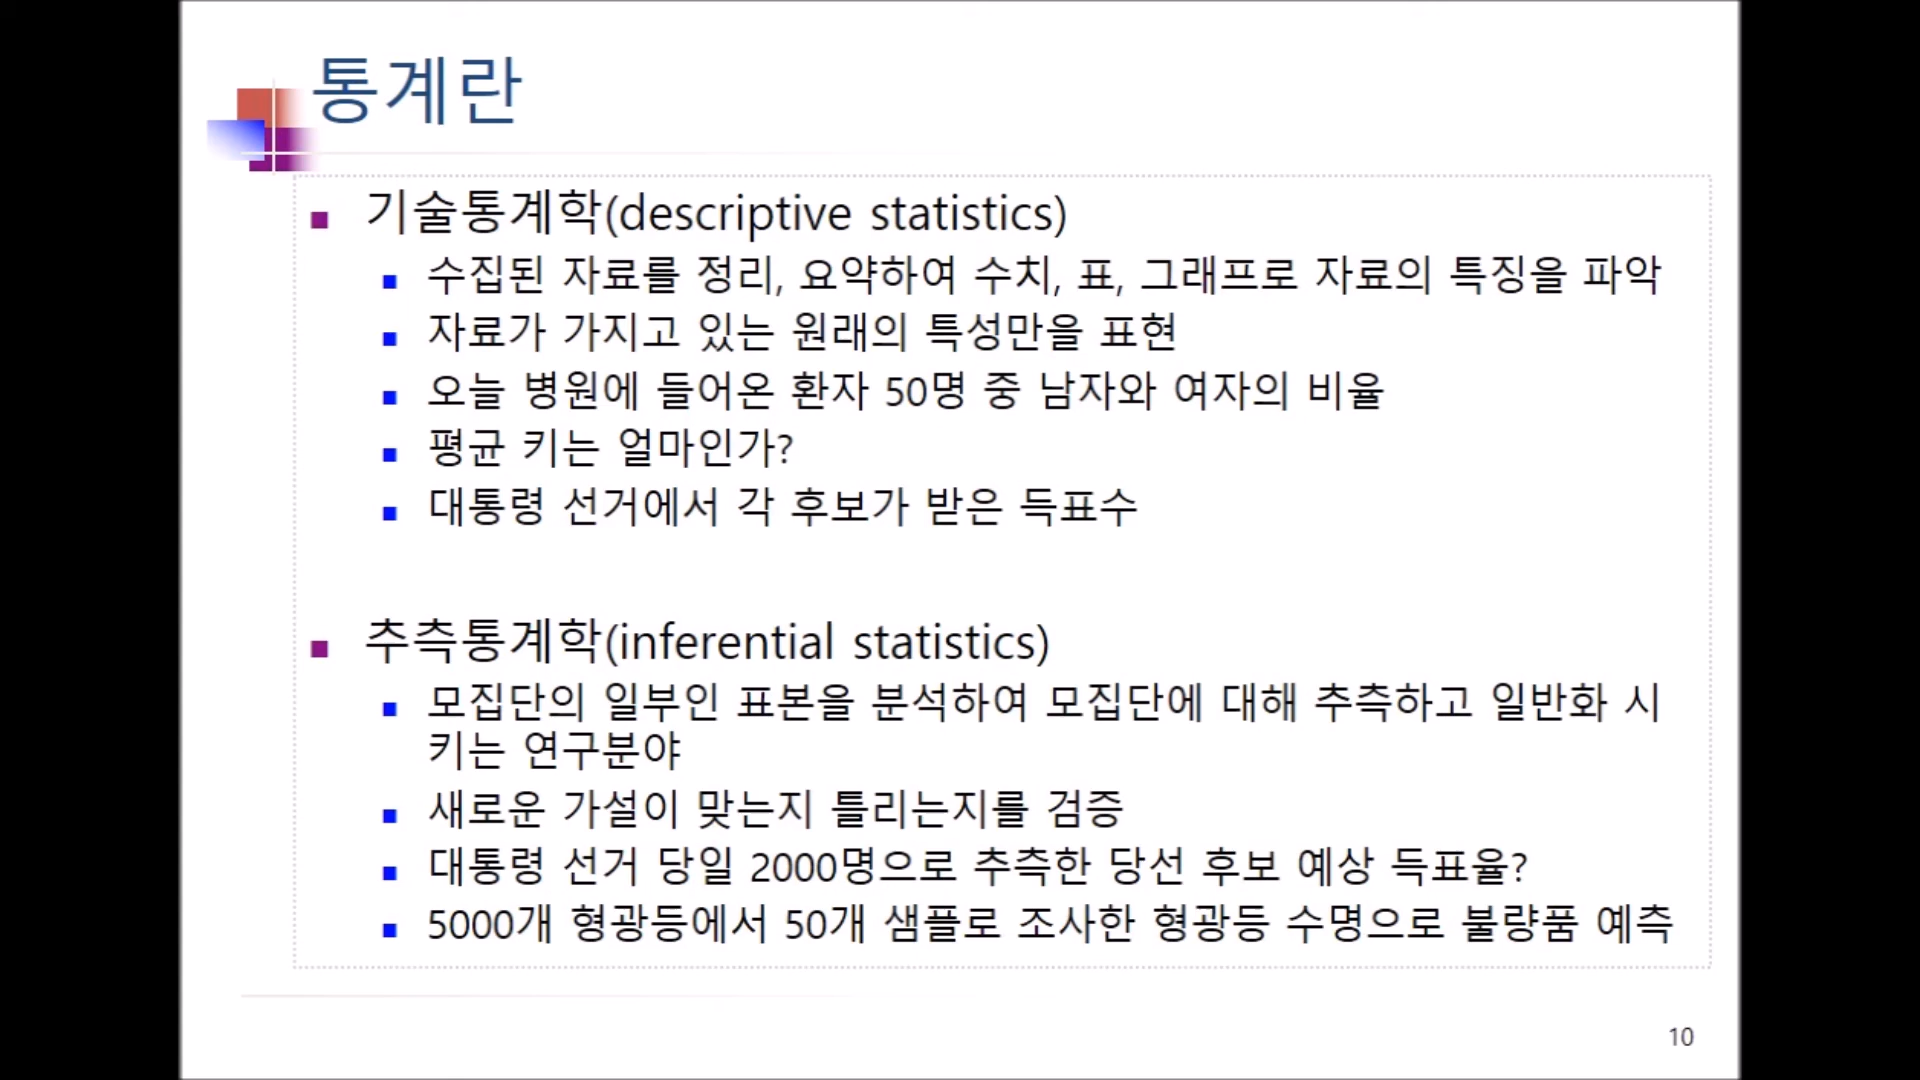 통계란
기술통계학(descriptive statistics)
수집된 자료를 정리, 요약하여 수치, 표, 그래프로 자료의 특징을 파악
자료가 가지고 있는 원래의 특성만을 표현
오늘 병원에 들어온 환자 50명 중 남자와 여자의 비율
평균 키는 얼마인가?
대통령 선거에서 각 후보가 받은 득표수
추측통계학(inferential statistics)
모집단의 일부인 표본을 분석하여 모집단에 대해 추측하고 일반화 시
키는 연구분야
새로운 가설이 맞는지 틀리는지를 검증
대통령 선거 당일 2000명으로 추측한 당선 후보 예상 득표율?
5000개 형광등에서 50개 샘플로 조사한 형광등 수명으로 불량품 예측
10